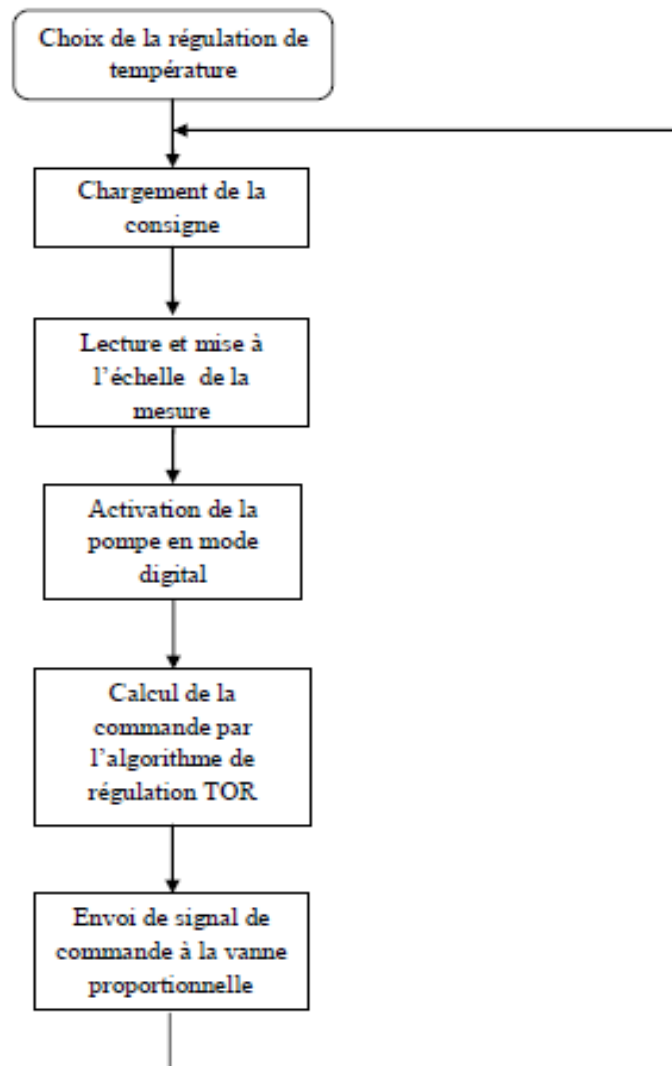 Choix de la régulation de
température
Chargement de la
consigne
Lecture et mise à
l'échelle de la
mesure
Activation de la
pompe en mode
digital
Calcul de la
commande par
l'algorithme de
régulation TOR
Envoi de signal de
commande à la vanne
proportionnelle